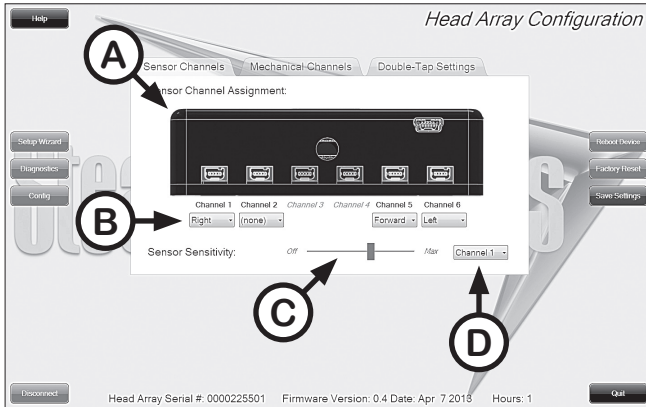 Help
Head Array Configuration
A
Sensor Channels Mechanical Channels Double-Tap Settings
Sensor Channel Assignment:
Setup Wizard
Reboot Device
Diagnostics
Factory Reset
Config
Save Settings
Channel 1 Channel 2 Channel 3 Channel 4 Channel 5 Channel 6
B
Right (none) Forward Left
Sensor Sensitivity: Off Max Channel 1
C
D
Disconnect
Head Array Serial #: 0000225501 Firmware Version: 0.4 Date: Apr 7 2013 Hours: 1
Quit